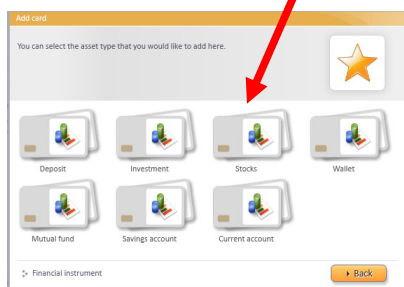 Add card
You can select the asset type that you would like to add here.
Deposit Investment Stocks Wallet
Mutual fund Savings account Current account
Financial instrument Back